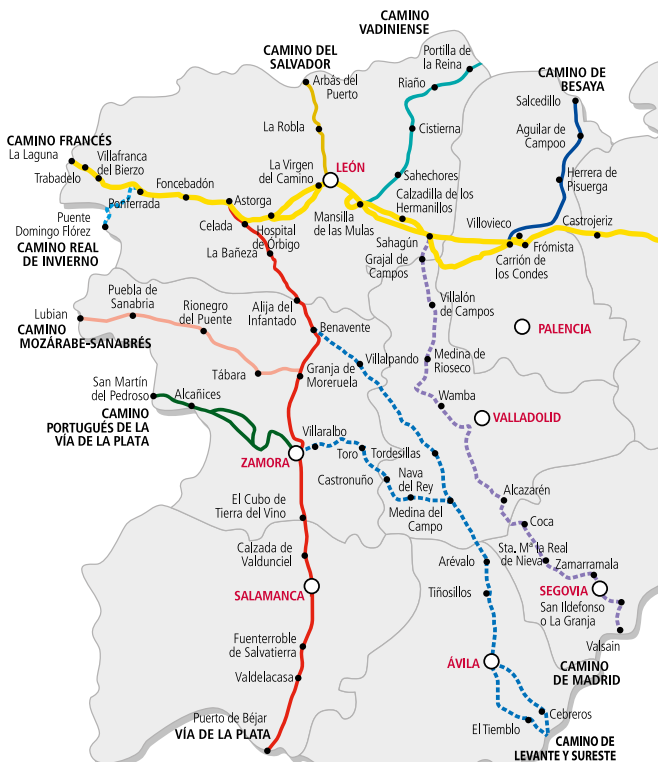 CAMINO
VADINIENSE
Portilla de
la Reina
CAMINO DEL
SALVADOR
Arbás del
Puerto
Riaño
CAMINO DE
BESAYA
Salcedillo
La Robla
Cistierna
Aguilar de
Campoo
CAMINO FRANCÉS
La Laguna
Villafranca
del Bierzo
Trabadelo
La Virgen
del Camino
LEÓN
Sahechores
Herrera de
Pisuerga
Foncebadón
Ponferrada
Astorga
Calzadilla de los
Hermanillos
Puente
Domingo Flórez
CAMINO REAL
DE INVIERNO
Celada
Hospital
de Órbigo
Mansilla
de las Mulas
Villovieco
Castrojeriz
La Bañeza
Sahagún
Grajal de
Campos
Frómista
Carrión de
los Condes
Puebla de
Sanabria
Lubian
CAMINO
MOZÁRABE-SANABRÉS
Rionegro
del Puente
Alija del
Infantado
Benavente
Villalón
de Campos
PALENCIA
Villalpando
Medina de
Rioseco
Tábara
Granja de
Moreruela
San Martín
del Pedroso
Alcañices
CAMINO
PORTUGUÉS DE LA
VÍA DE LA PLATA
Wamba
VALLADOLID
Villaralbo
ZAMORA
Toro
Tordesillas
Castronuño
Nava
del Rey
Medina del
Campo
Alcazarén
El Cubo de
Tierra del Vino
Coca
Calzada de
Valdunciel
Sta. Mª la Real
de Nieva
Arévalo
Zamarramala
SALAMANCA
Tiñosillos
SEGOVIA
San Ildefonso
o La Granja
Fuenterroble
de Salvatierra
Valsain
ÁVILA
CAMINO
DE MADRID
Valdelacasa
Puerto de Béjar
VÍA DE LA PLATA
Cebreros
El Tiemblo
CAMINO DE
LEVANTE Y SURESTE